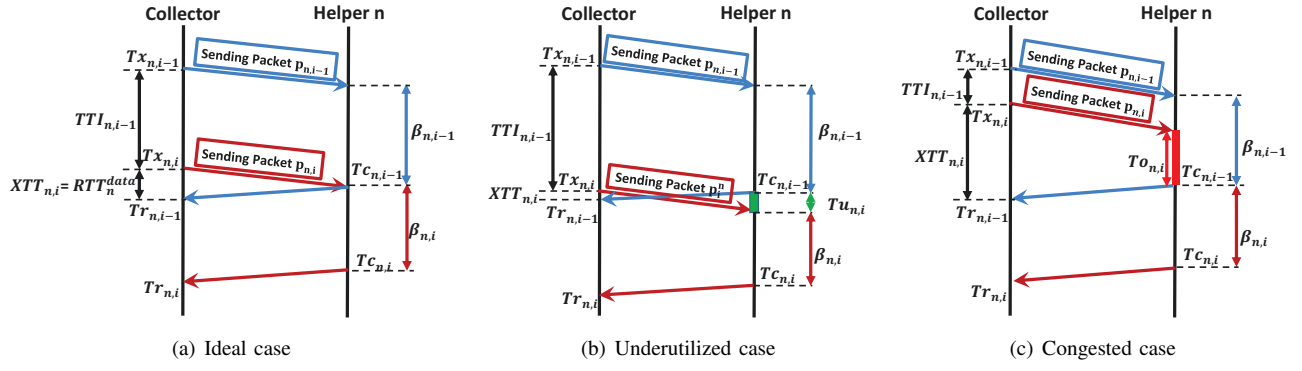 Collector Helper n
Tx_{n,i−1}
Sending Packet p_{n,i−1}
TTI_{n,i−1}
β_{n,i−1}
Tx_{n,i}
Sending Packet p_{n,i}
Tc_{n,i−1}
XTT_{n,i} = RTT_n^{data}
Tr_{n,i−1}
β_{n,i}
Tc_{n,i}
Tr_{n,i}
(a) Ideal case
Collector Helper n
Tx_{n,i−1}
Sending Packet p_{n,i−1}
TTI_{n,i−1}
β_{n,i−1}
Tx_{n,i}
Sending Packet p_i^n
Tc_{n,i−1}
XTT_{n,i}
Tr_{n,i−1}
Tu_{n,i}
β_{n,i}
Tc_{n,i}
Tr_{n,i}
(b) Underutilized case
Collector Helper n
Tx_{n,i−1}
Sending Packet p_{n,i−1}
TTI_{n,i−1}
Tx_{n,i}
Sending Packet p_{n,i}
β_{n,i−1}
XTT_{n,i}
To_{n,i}
Tc_{n,i−1}
Tr_{n,i−1}
β_{n,i}
Tc_{n,i}
Tr_{n,i}
(c) Congested case